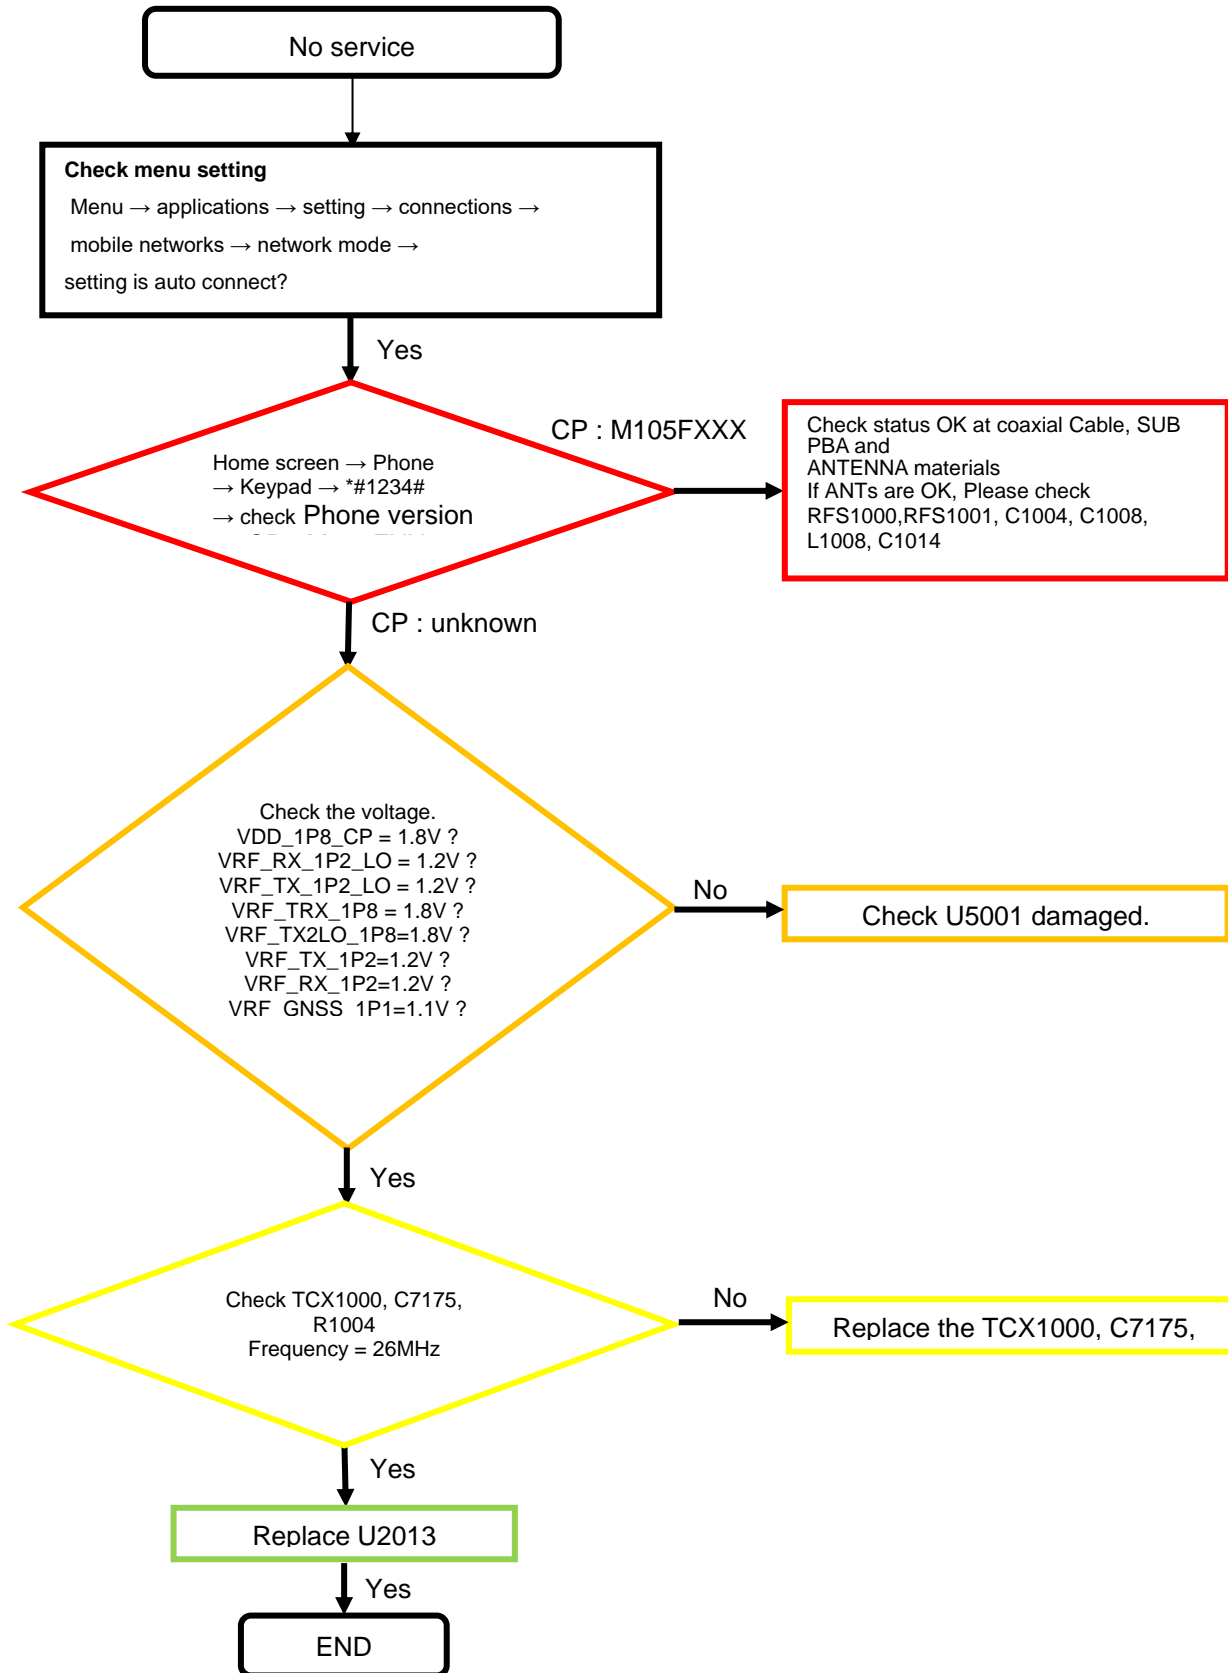 No service
Check menu setting
Menu → applications → setting → connections →
mobile networks → network mode →
setting is auto connect?
Yes
CP : M105FXXX
Home screen → Phone
→ Keypad → *#1234#
→ check Phone version
Check status OK at coaxial Cable, SUB
PBA and
ANTENNA materials
If ANTs are OK, Please check
RFS1000,RFS1001, C1004, C1008,
L1008, C1014
CP : unknown
Check the voltage.
VDD_1P8_CP = 1.8V ?
VRF_RX_1P2_LO = 1.2V ?
VRF_TX_1P2_LO = 1.2V ?
VRF_TRX_1P8 = 1.8V ?
VRF_TX2LO_1P8=1.8V ?
VRF_TX_1P2=1.2V ?
VRF_RX_1P2=1.2V ?
VRF_GNSS_1P1=1.1V ?
No
Check U5001 damaged.
Yes
Check TCX1000, C7175,
R1004
Frequency = 26MHz
No
Replace the TCX1000, C7175,
Yes
Replace U2013
Yes
END